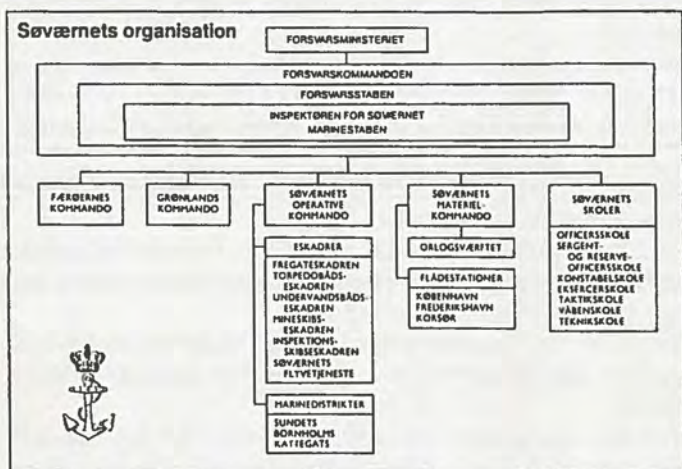 Søværnets organisation
FORSVARSMINISTERIET
FORSVARSKOMMANDOEN
FORSVARSSTABEN
INSPEKTØREN FOR SØVÆRNET
MARINESTABEN
FÆRØERNES
KOMMANDO
GRØNLANDS
KOMMANDO
SØVÆRNETS
OPERATIVE
KOMMANDO
SØVÆRNETS
MATERIEL-
KOMMANDO
SØVÆRNETS
SKOLER
ESKADRER
FREGATESKADREN
TORPEDOBÅDS-
ESKADREN
UNDERVANDSBÅDS-
ESKADREN
MINESKIBS-
ESKADREN
INSPEKTIONS-
SKIBSESKADREN
SØVÆRNETS
FLYVETJENESTE
MARINEDISTRIKTER
SUNDETS
BORNHOLMS
KATTEGATS
ORLOGSVÆRFTET
FLÅDESTATIONER
KØBENHAVN
FREDERIKSHAVN
KORSØR
OFFICERSSKOLE
SERGENT-
OG RESERVE-
OFFICERSSKOLE
KONSTABELSKOLE
EKSERCERSKOLE
TAKTIKSKOLE
VÅBENSKOLE
TEKNIKSKOLE